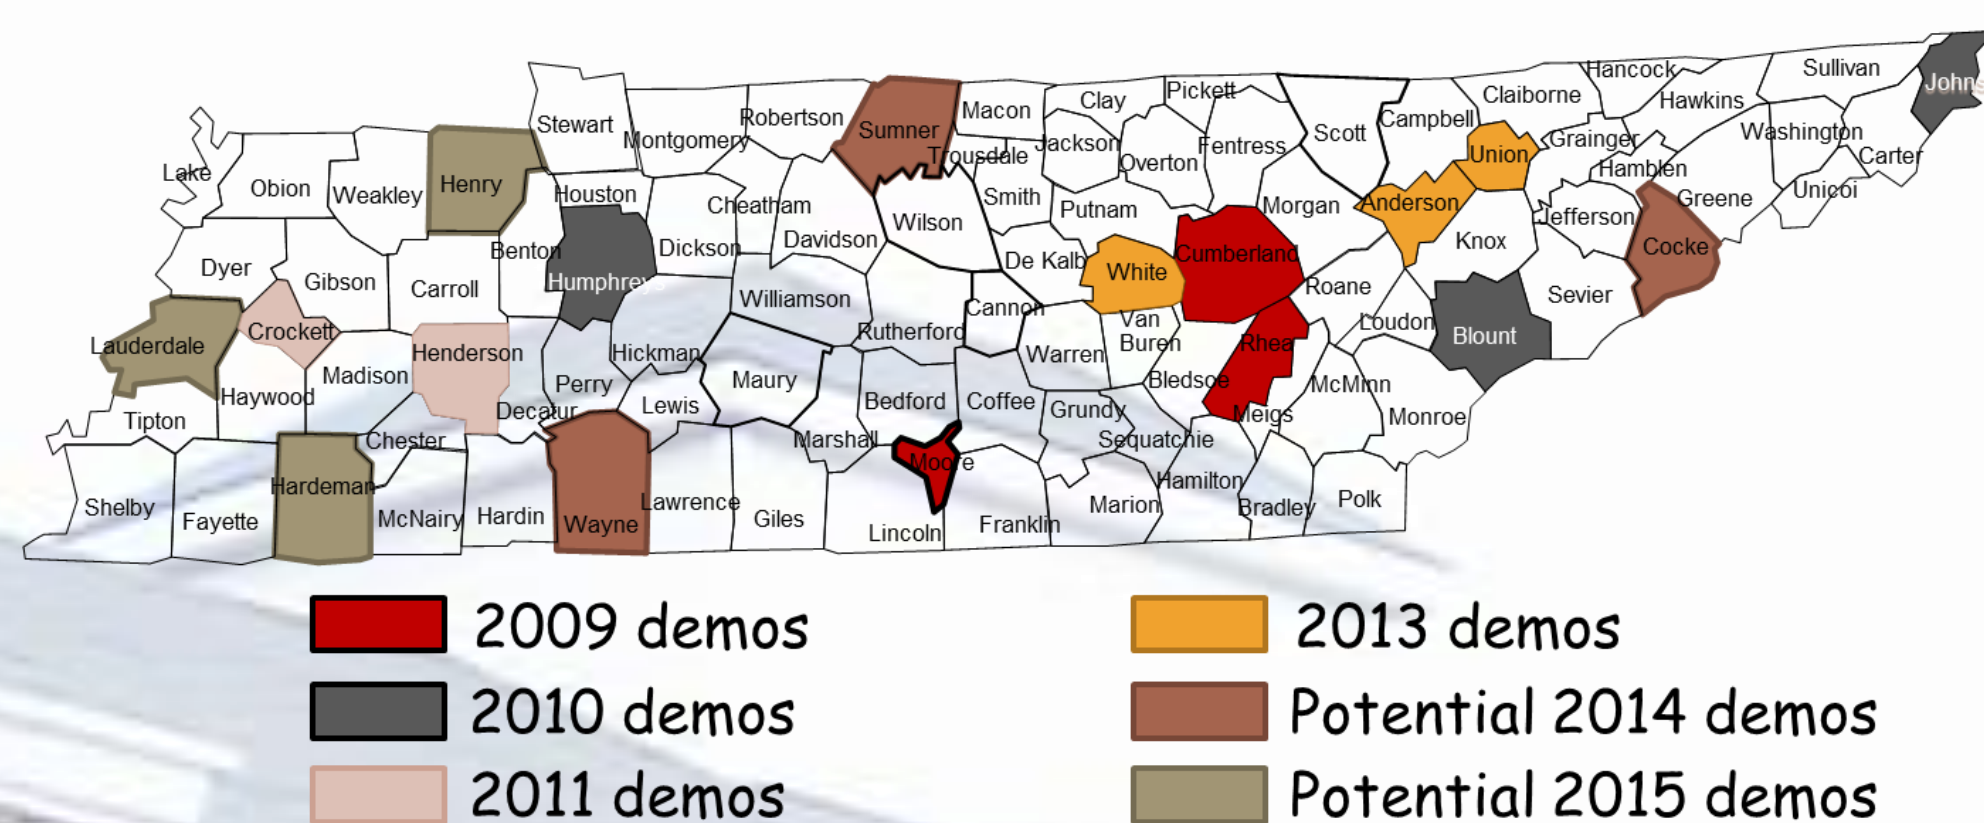 Hancock
Sullivan
Johns
Pickett
Claiborne
Hawkins
Clay
Macon
Robertson
Sumner
Stewart
Montgomery
Scott
Campbell
Grainger
Washington
Jackson
Fentress
Trousdale
Overton
Union
Hamblen
Carter
Lake
Obion
Weakley
Henry
Houston
Smith
Cheatham
Putnam
Morgan
Anderson
Unicoi
Greene
Jefferson
Wilson
Davidson
Dickson
Benton
Knox
Cocke
Cumberland
De Kalb
White
Dyer
Gibson
Carroll
Humphreys
Roane
Sevier
Williamson
Cannon
Van
Buren
Loudon
Blount
Crockett
Rutherford
Lauderdale
Henderson
Hickman
Warren
Rhea
Madison
Perry
Maury
Bledsoe
McMinn
Haywood
Decatur
Lewis
Bedford
Coffee
Grundy
Meigs
Monroe
Tipton
Chester
Marshall
Sequatchie
Moore
Hardeman
Hamilton
Shelby
Fayette
McNairy
Hardin
Wayne
Lawrence
Giles
Lincoln
Franklin
Marion
Bradley
Polk
2009 demos
2013 demos
2010 demos
Potential 2014 demos
2011 demos
Potential 2015 demos